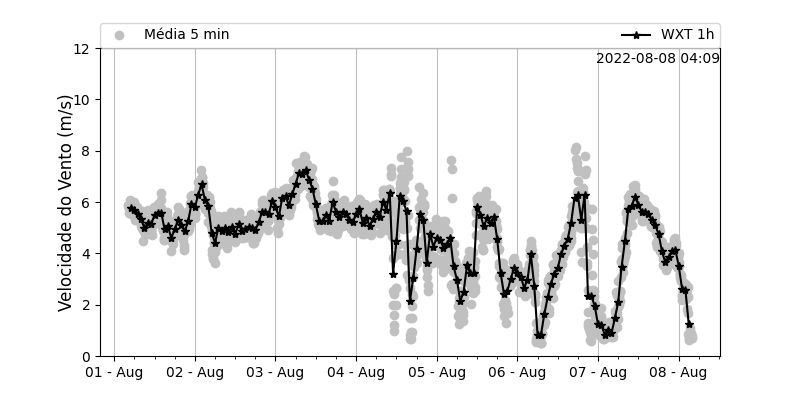 Média 5 min
WXT 1h
2022-08-08 04:09
Velocidade do Vento (m/s)
12
10
8
6
4
2
0
01 - Aug
02 - Aug
03 - Aug
04 - Aug
05 - Aug
06 - Aug
07 - Aug
08 - Aug